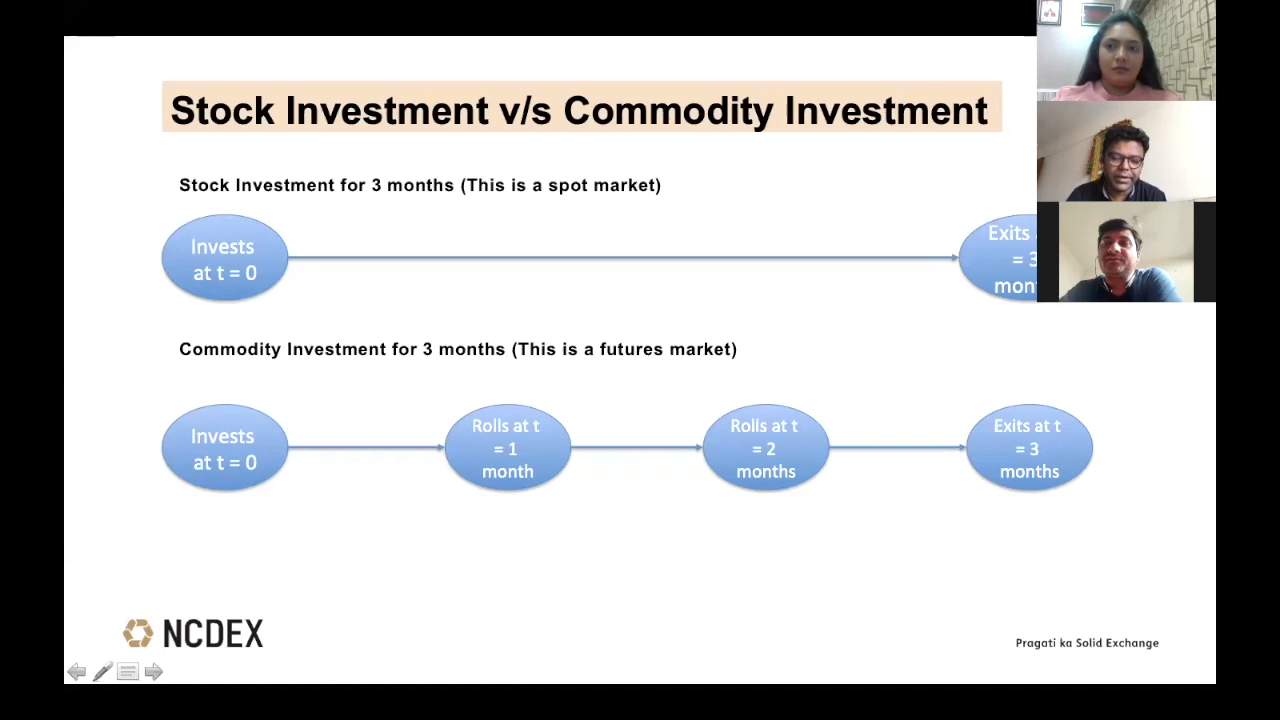 Stock Investment v/s Commodity Investment
Stock Investment for 3 months (This is a spot market)
Invests
at t = 0
Exits
= 3
mon
Commodity Investment for 3 months (This is a futures market)
Invests
at t = 0
Rolls at t
= 1
month
Rolls at t
= 2
months
Exits at t
= 3
months
NCDEX
Pragati ka Solid Exchange